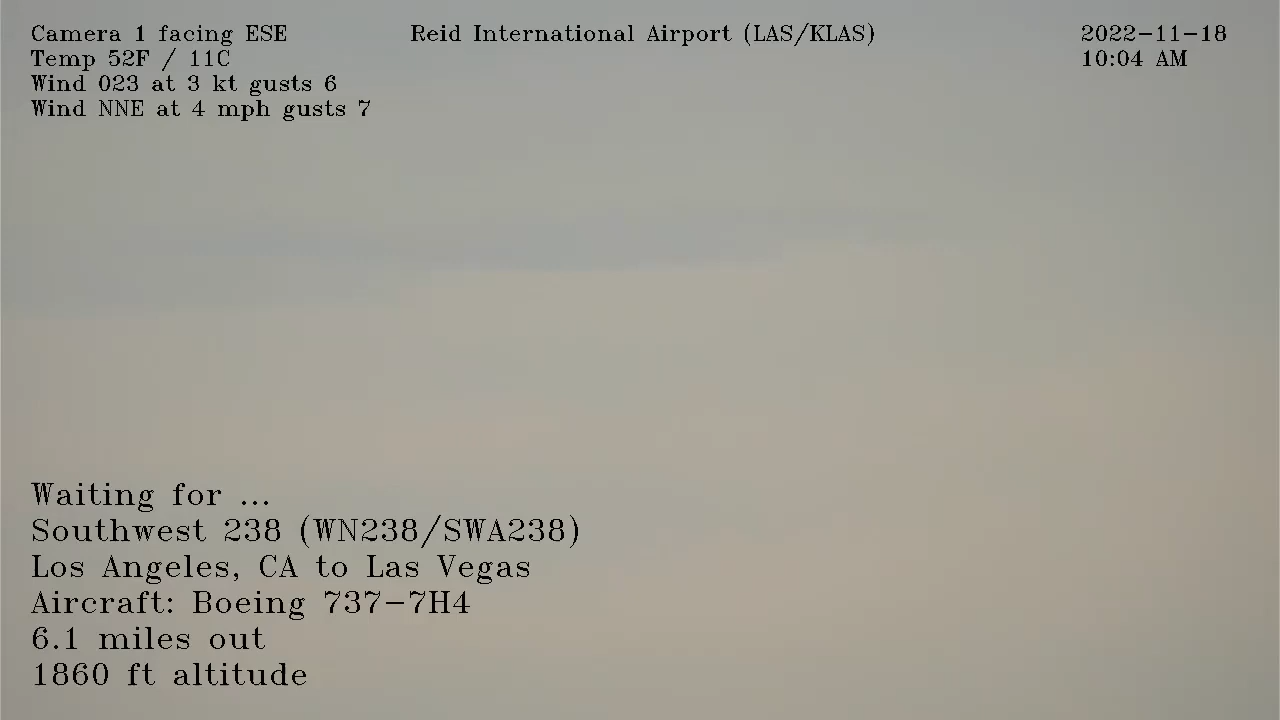 Camera 1 facing ESE
Temp 52F / 11C
Wind 023 at 3 kt gusts 6
Wind NNE at 4 mph gusts 7
Reid International Airport (LAS/KLAS)
2022-11-18
10:04 AM
Waiting for ...
Southwest 238 (WN238/SWA238)
Los Angeles, CA to Las Vegas
Aircraft: Boeing 737-7H4
6.1 miles out
1860 ft altitude